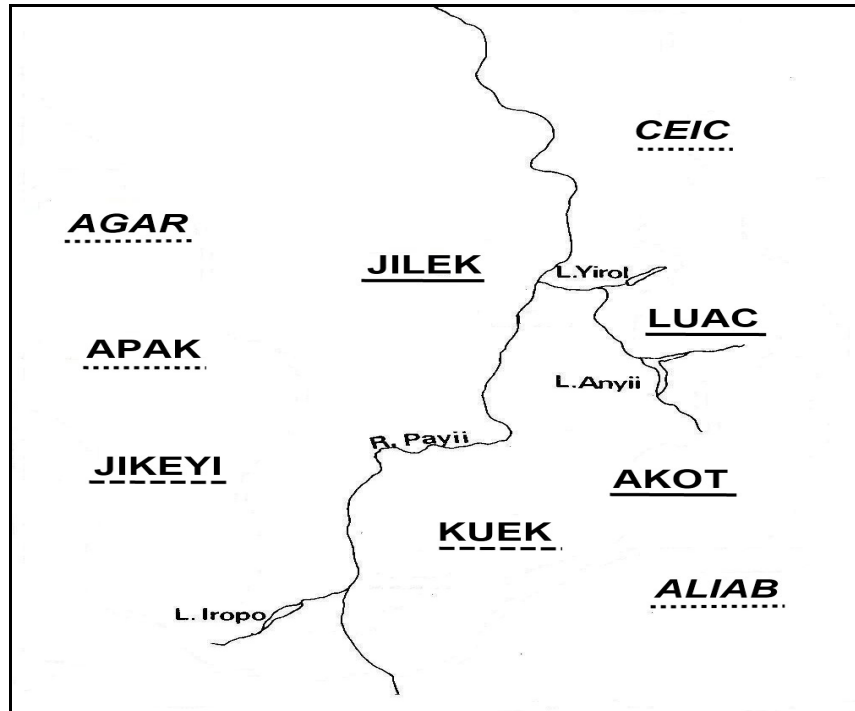 CEIC
AGAR
JILEK
L.Yirol
LUAC
APAK
L.Anyii
R. Payii
JIKEYI
AKOT
KUEK
ALIAB
L. Iropo